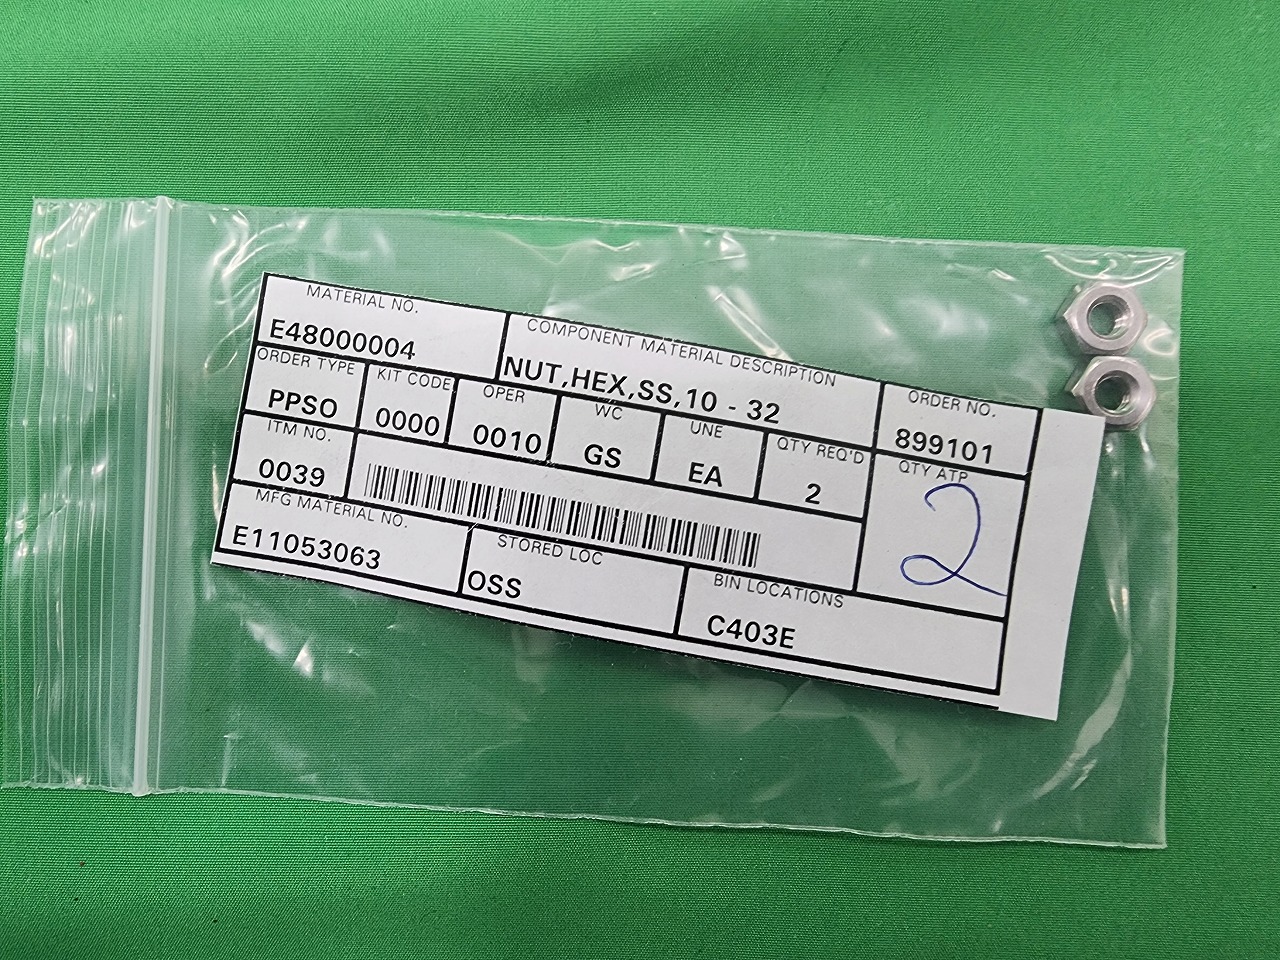 MATERIAL NO.
E48000004
COMPONENT MATERIAL DESCRIPTION
NUT,HEX,SS,10 - 32
ORDER NO.
899101
ORDER TYPE
PPSO
KIT CODE
0000
OPER
0010
WC
GS
UNE
EA
QTY REQ'D
2
QTY ATP
2
ITM NO.
0039
MFG MATERIAL NO.
E11053063
STORED LOC
OSS
BIN LOCATIONS
C403E